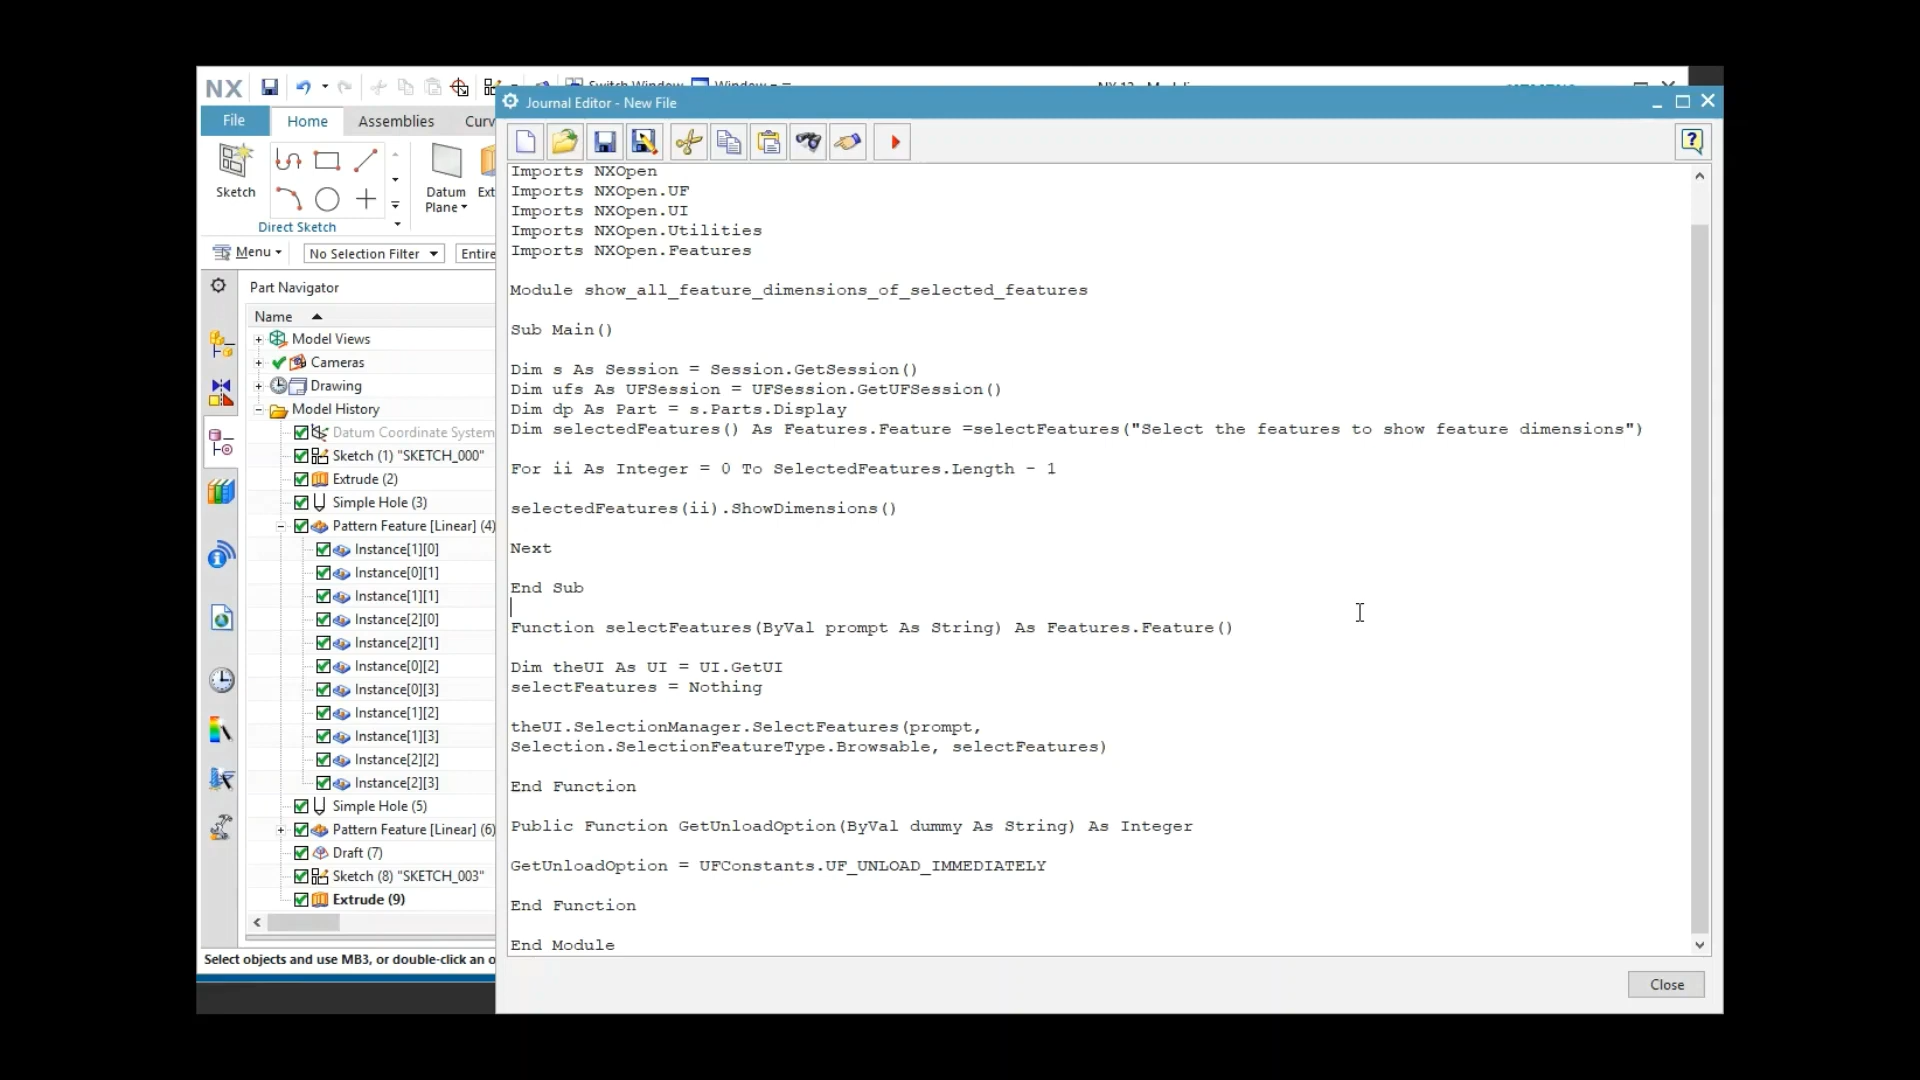 NX
Switch Window
Window
Journal Editor - New File
File
Home
Assemblies
Curv
Sketch
Datum
Plane
Ext
Direct Sketch
Menu
No Selection Filter
Entire
Part Navigator
Name
Model Views
Cameras
Drawing
Model History
Datum Coordinate System
Sketch (1) "SKETCH_000"
Extrude (2)
Simple Hole (3)
Pattern Feature [Linear] (4)
Instance[1][0]
Instance[0][1]
Instance[1][1]
Instance[2][0]
Instance[2][1]
Instance[0][2]
Instance[0][3]
Instance[1][2]
Instance[1][3]
Instance[2][2]
Instance[2][3]
Simple Hole (5)
Pattern Feature [Linear] (6)
Draft (7)
Sketch (8) "SKETCH_003"
Extrude (9)
Select objects and use MB3, or double-click an o
Imports NXOpen
Imports NXOpen.UF
Imports NXOpen.UI
Imports NXOpen.Utilities
Imports NXOpen.Features
Module show_all_feature_dimensions_of_selected_features
Sub Main()
Dim s As Session = Session.GetSession()
Dim ufs As UFSession = UFSession.GetUFSession()
Dim dp As Part = s.Parts.Display
Dim selectedFeatures() As Features.Feature =selectFeatures("Select the features to show feature dimensions")
For ii As Integer = 0 To SelectedFeatures.Length - 1
selectedFeatures(ii).ShowDimensions()
Next
End Sub
Function selectFeatures(ByVal prompt As String) As Features.Feature()
Dim theUI As UI = UI.GetUI
selectFeatures = Nothing
theUI.SelectionManager.SelectFeatures(prompt,
Selection.SelectionFeatureType.Browsable, selectFeatures)
End Function
Public Function GetUnloadOption(ByVal dummy As String) As Integer
GetUnloadOption = UFConstants.UF_UNLOAD_IMMEDIATELY
End Function
End Module
Close